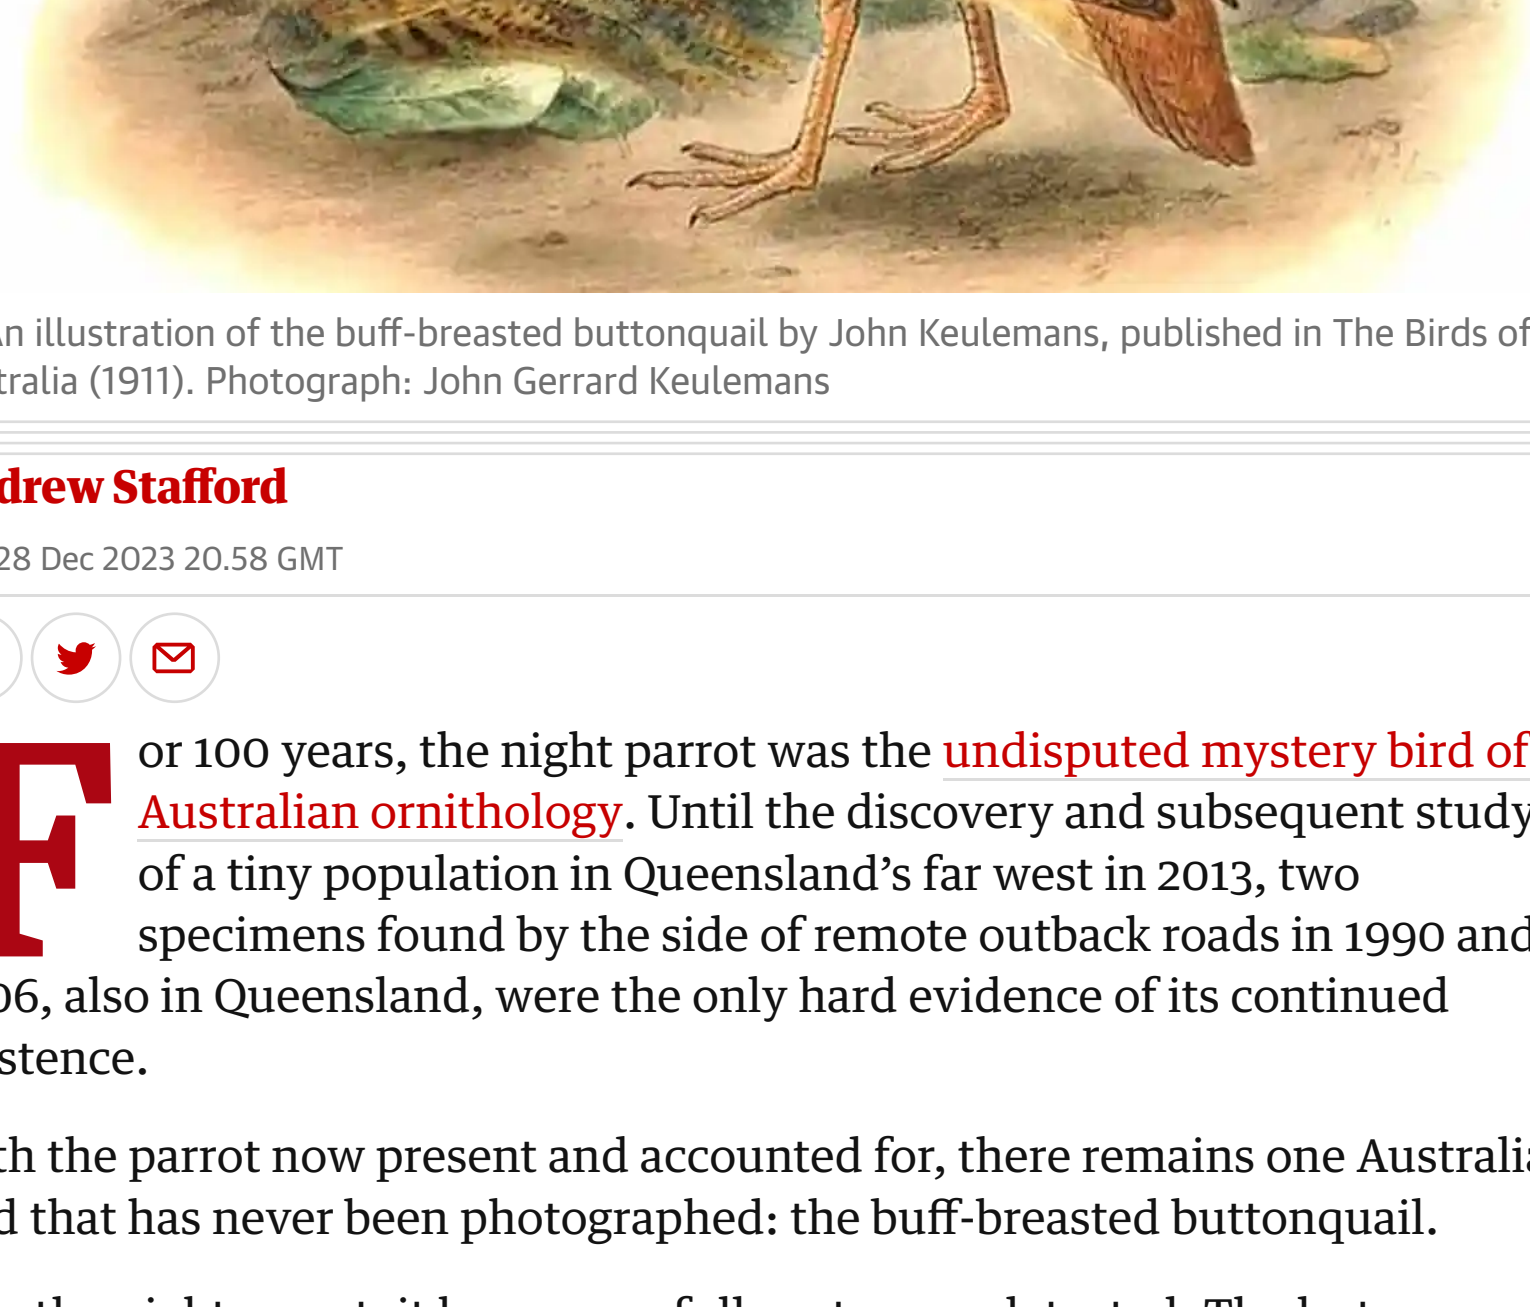 An illustration of the buff-breasted buttonquail by John Keulemans, published in The Birds of
tralia (1911). Photograph: John Gerrard Keulemans
drew Stafford
28 Dec 2023 20.58 GMT
For 100 years, the night parrot was the undisputed mystery bird of
Australian ornithology. Until the discovery and subsequent study
of a tiny population in Queensland’s far west in 2013, two
specimens found by the side of remote outback roads in 1990 and
06, also in Queensland, were the only hard evidence of its continued
stence.
th the parrot now present and accounted for, there remains one Australia
d that has never been photographed: the buff-breasted buttonquail.